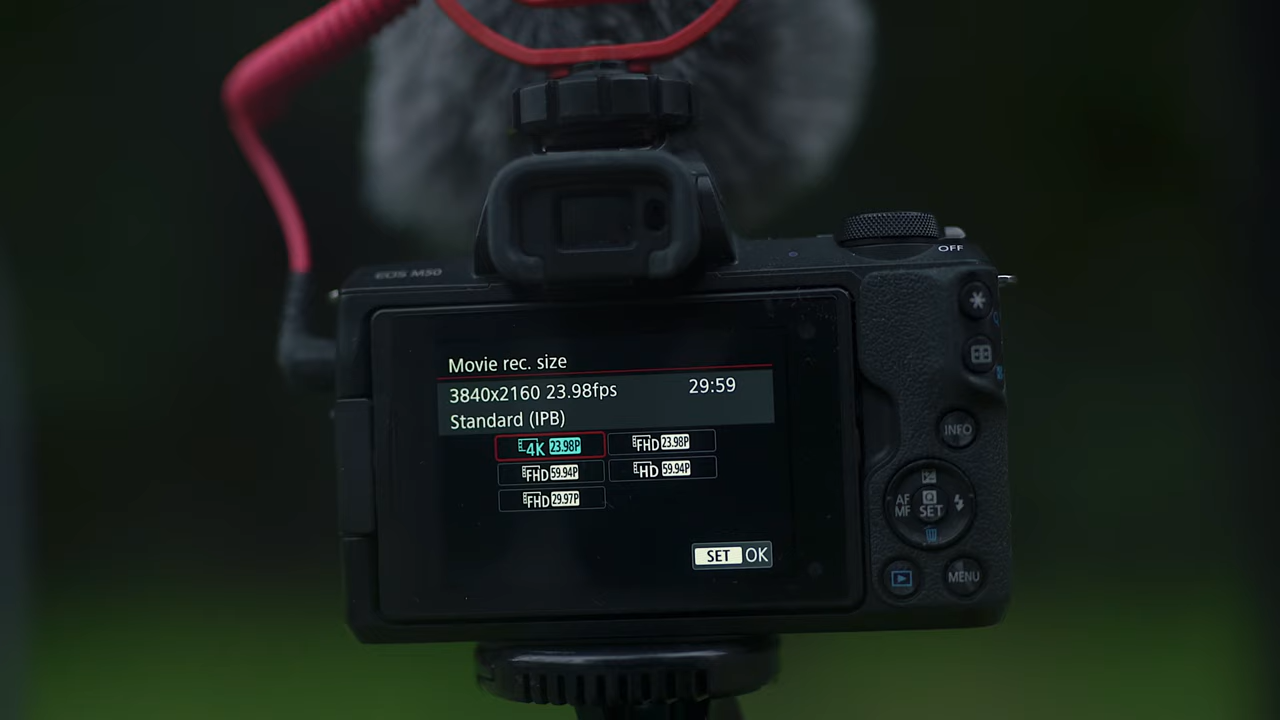 OFF
EOS M50
Movie rec. size
3840x2160 23.98fps 29:59
Standard (IPB)
4K 23.98P FHD 23.98P
FHD 59.94P HD 59.94P
FHD 29.97P
SET OK
INFO
AF
MF
SET
MENU